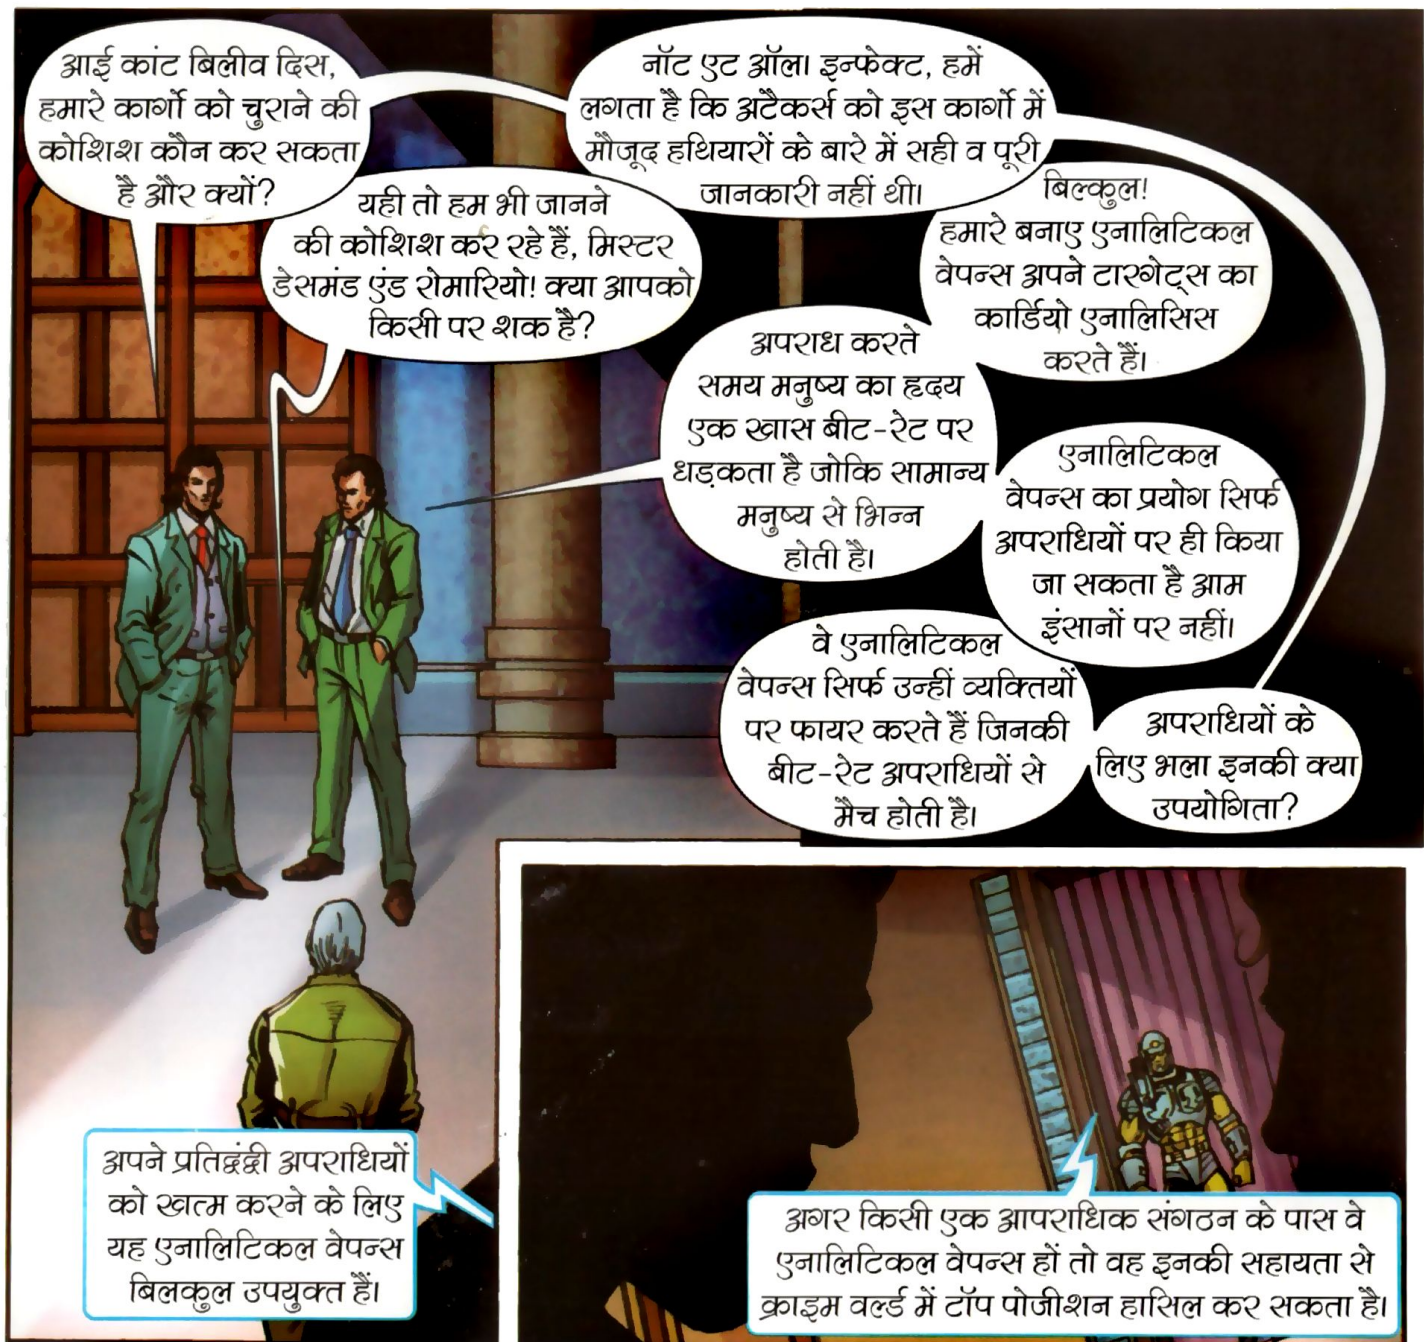 आई कांट बिलीव दिस,
हमारे कार्गो को चुराने की
कोशिश कौन कर सकता
है और क्यों?
यही तो हम भी जानने
की कोशिश कर रहे हैं, मिस्टर
डेसमंड एंड रोमारियो! क्या आपको
किसी पर शक है?
नॉट एट ऑल। इन्फेक्ट, हमें
लगता है कि अटैकर्स को इस कार्गो में
मौजूद हथियारों के बारे में सही व पूरी
जानकारी नहीं थी।
बिल्कुल!
हमारे बनाए एनालिटिकल
वेपन्स अपने टारगेट्स का
कार्डियो एनालिसिस
करते हैं।
अपराध करते
समय मनुष्य का हृदय
एक खास बीट-रेट पर
धड़कता है जोकि सामान्य
मनुष्य से भिन्न
होती है।
एनालिटिकल
वेपन्स का प्रयोग सिर्फ
अपराधियों पर ही किया
जा सकता है आम
इंसानों पर नहीं।
वे एनालिटिकल
वेपन्स सिर्फ उन्हीं व्यक्तियों
पर फायर करते हैं जिनकी
बीट-रेट अपराधियों से
मैच होती है।
अपराधियों के
लिए भला इनकी क्या
उपयोगिता?
अपने प्रतिद्वंद्वी अपराधियों
को खत्म करने के लिए
यह एनालिटिकल वेपन्स
बिलकुल उपयुक्त हैं।
अगर किसी एक आपराधिक संगठन के पास वे
एनालिटिकल वेपन्स हों तो वह इनकी सहायता से
क्राइम वर्ल्ड में टॉप पोजीशन हासिल कर सकता है।